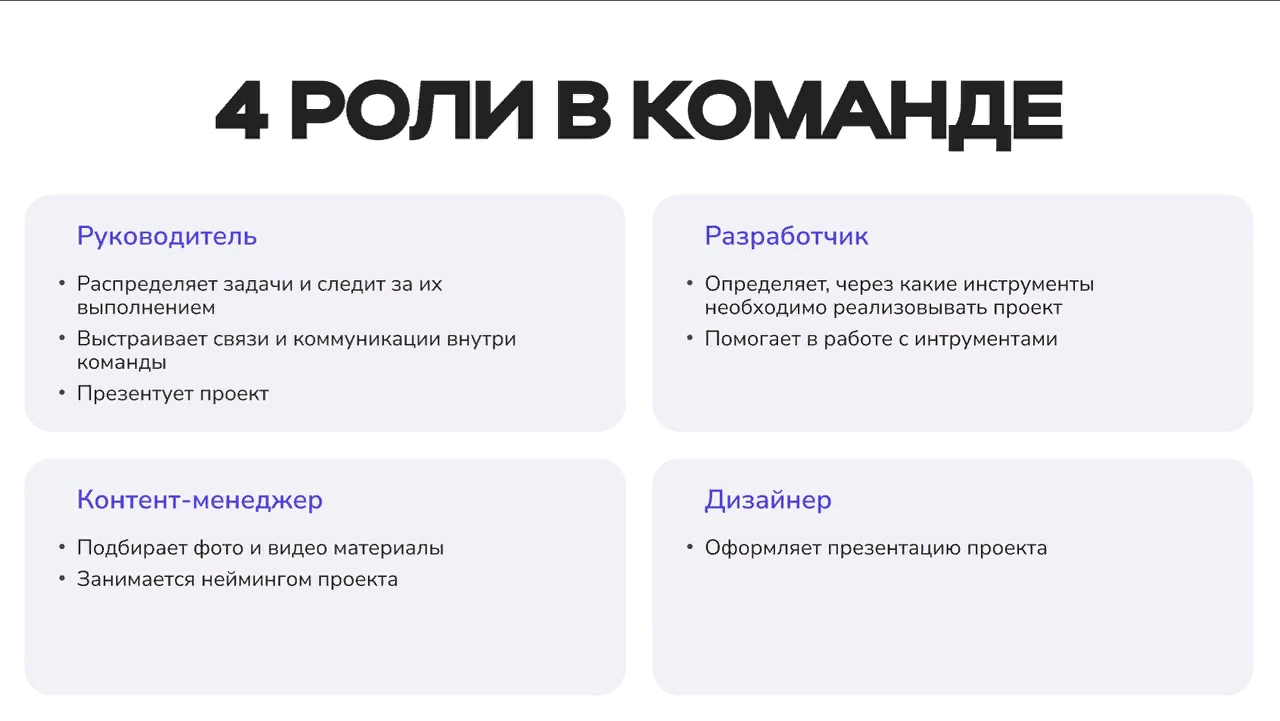 4 РОЛИ В КОМАНДЕ
Руководитель
• Распределяет задачи и следит за их
выполнением
• Выстраивает связи и коммуникации внутри
команды
• Презентует проект
Разработчик
• Определяет, через какие инструменты
необходимо реализовывать проект
• Помогает в работе с интрументами
Контент-менеджер
• Подбирает фото и видео материалы
• Занимается неймингом проекта
Дизайнер
• Оформляет презентацию проекта